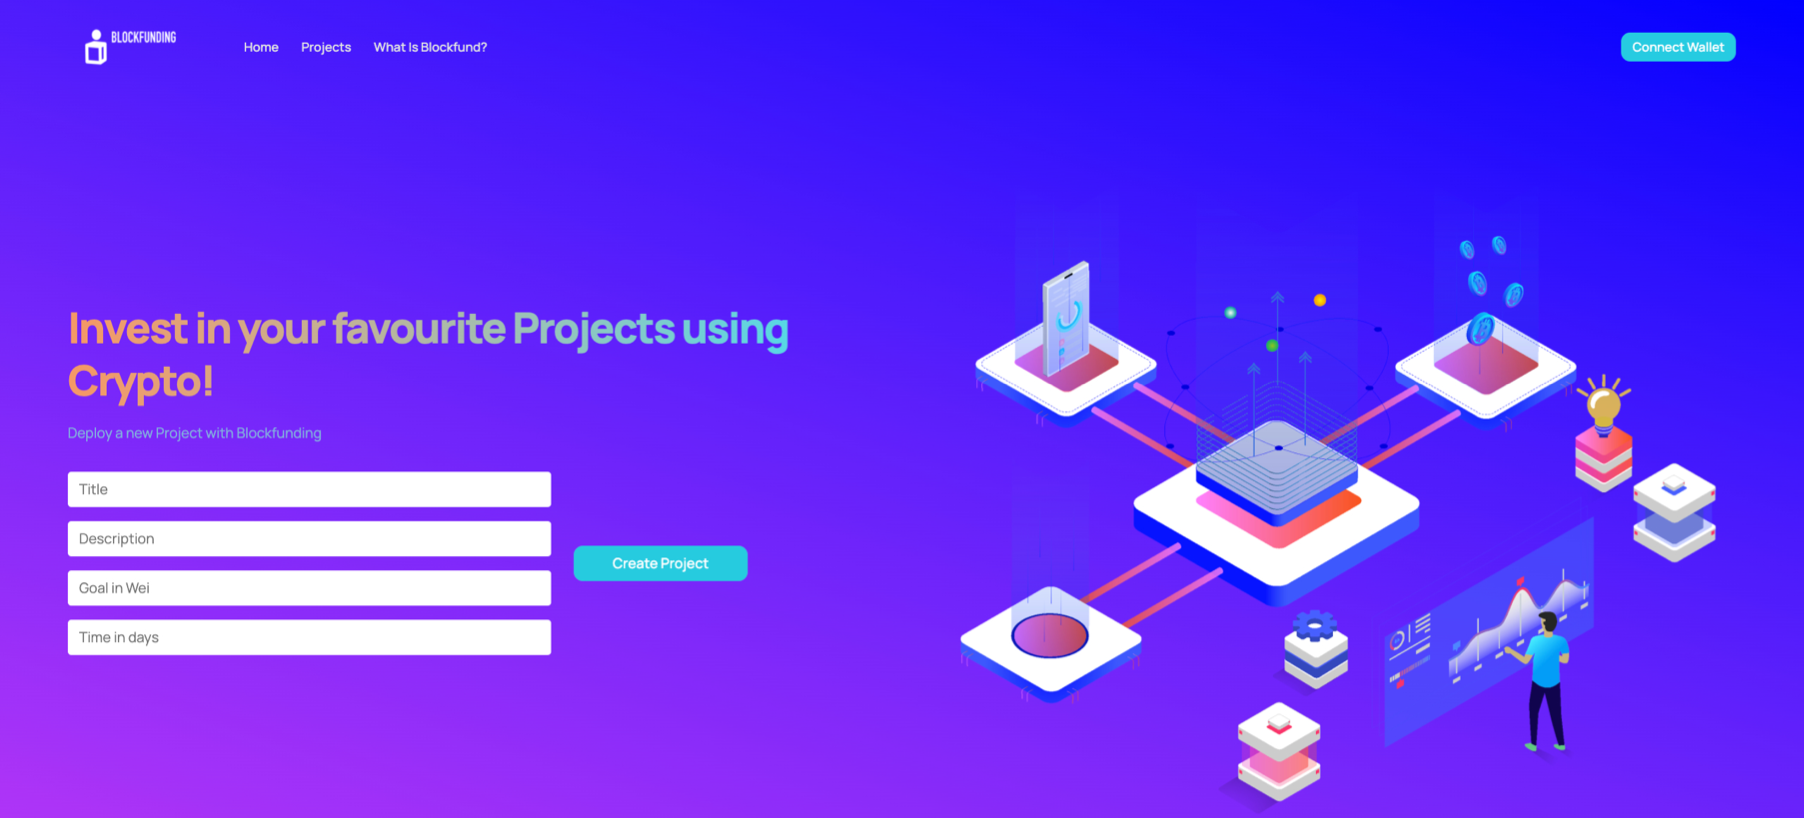 BLOCKFUNDING
Home Projects What Is Blockfund?
Connect Wallet
Invest in your favourite Projects using
Crypto!
Deploy a new Project with Blockfunding
Title
Description
Goal in Wei
Time in days
Create Project